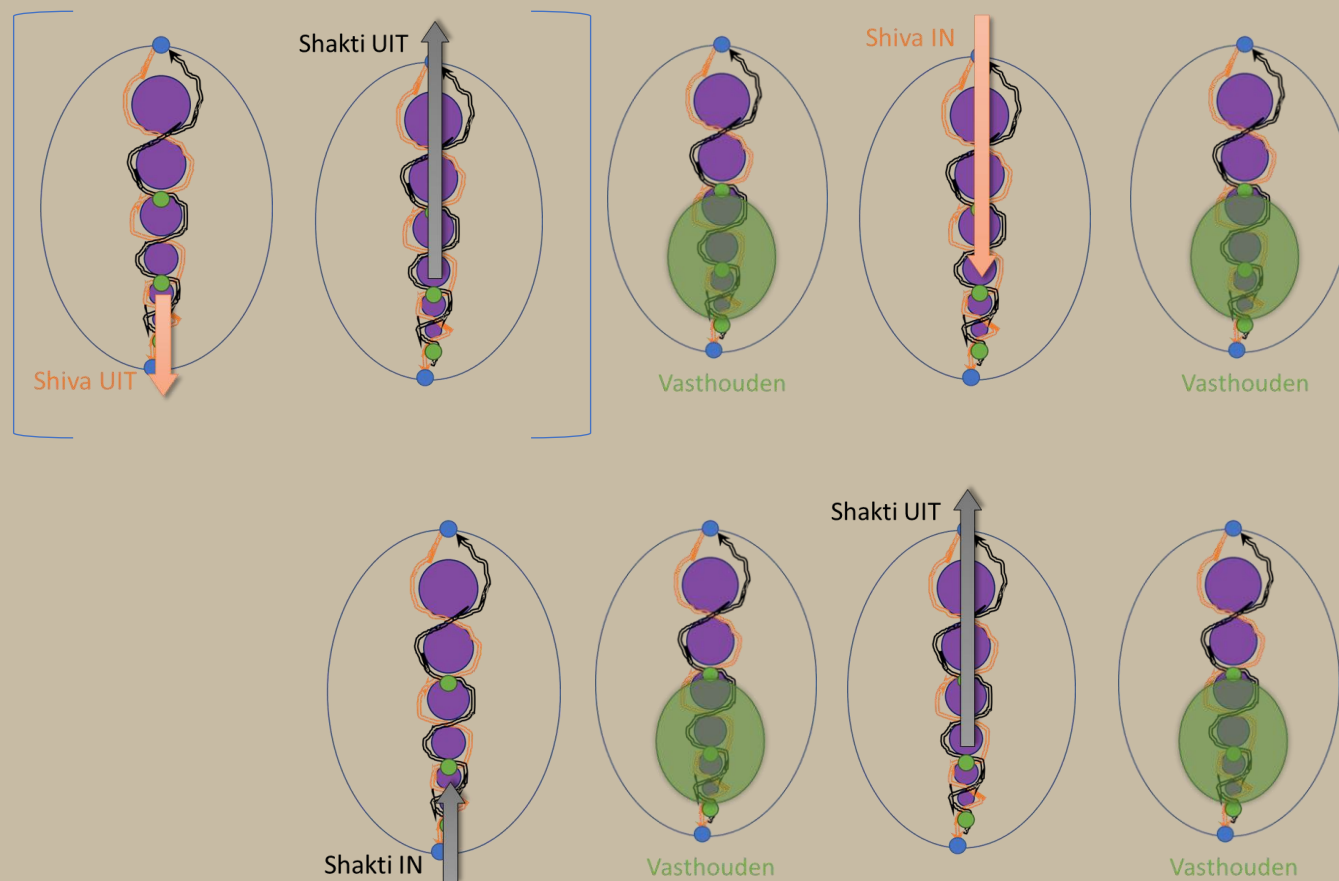 Shakti UIT
Shiva IN
Shiva UIT
Vasthouden
Vasthouden
Shakti UIT
Shakti IN
Vasthouden
Vasthouden